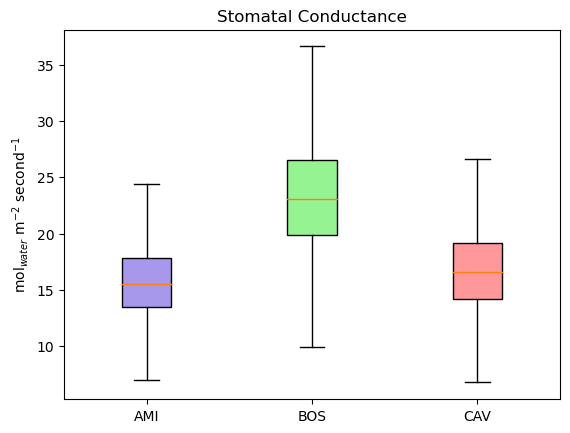 Stomatal Conductance
mol_water m⁻² second⁻¹
35
30
25
20
15
10
AMI BOS CAV